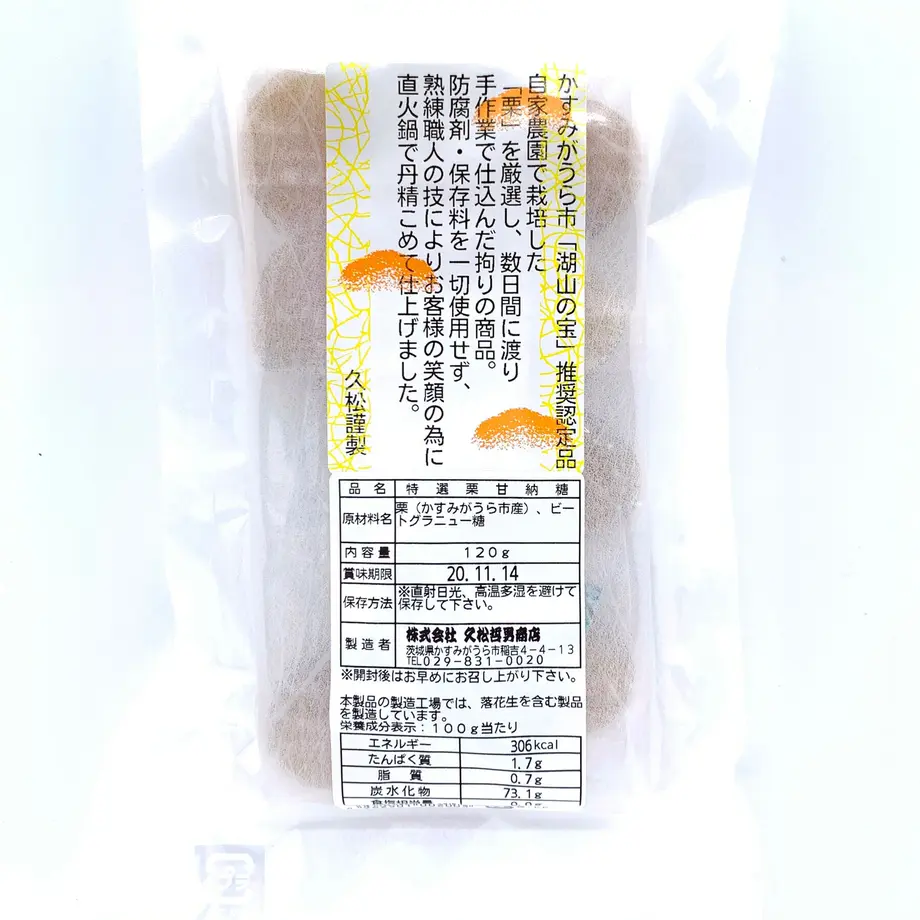 かすみがうら市「湖山の宝」推奨認定品
自家農園で栽培した
「栗」を厳選し、数日間に渡り
手作業で仕込んだ拘りの商品。
防腐剤・保存料を一切使用せず、
熟練職人の技によりお客様の笑顔の為に
直火鍋で丹精こめて仕上げました。
久松謹製
品名 特選栗甘納糖
原材料名 栗（かすみがうら市産）、ビー
トグラニュー糖
内容量 120g
賞味期限 20.11.14
保存方法 ※直射日光、高温多湿を避けて
保存して下さい。
製造者 株式会社 久松哲男商店
茨城県かすみがうら市稲吉4-4-13
TEL029-831-0020
※開封後はお早めにお召し上がり下さい。
本製品の製造工場では、落花生を含む製品
を製造しています。
栄養成分表示：100g当たり
エネルギー 306kcal
たんぱく質 1.7g
脂質 0.7g
炭水化物 73.1g
プラ